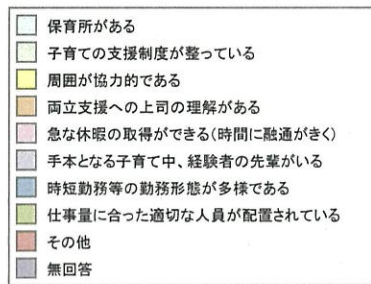 保育所がある
子育ての支援制度が整っている
周囲が協力的である
両立支援への上司の理解がある
急な休暇の取得ができる(時間に融通がきく)
手本となる子育て中、経験者の先輩がいる
時短勤務等の勤務形態が多様である
仕事量に合った適切な人員が配置されている
その他
無回答